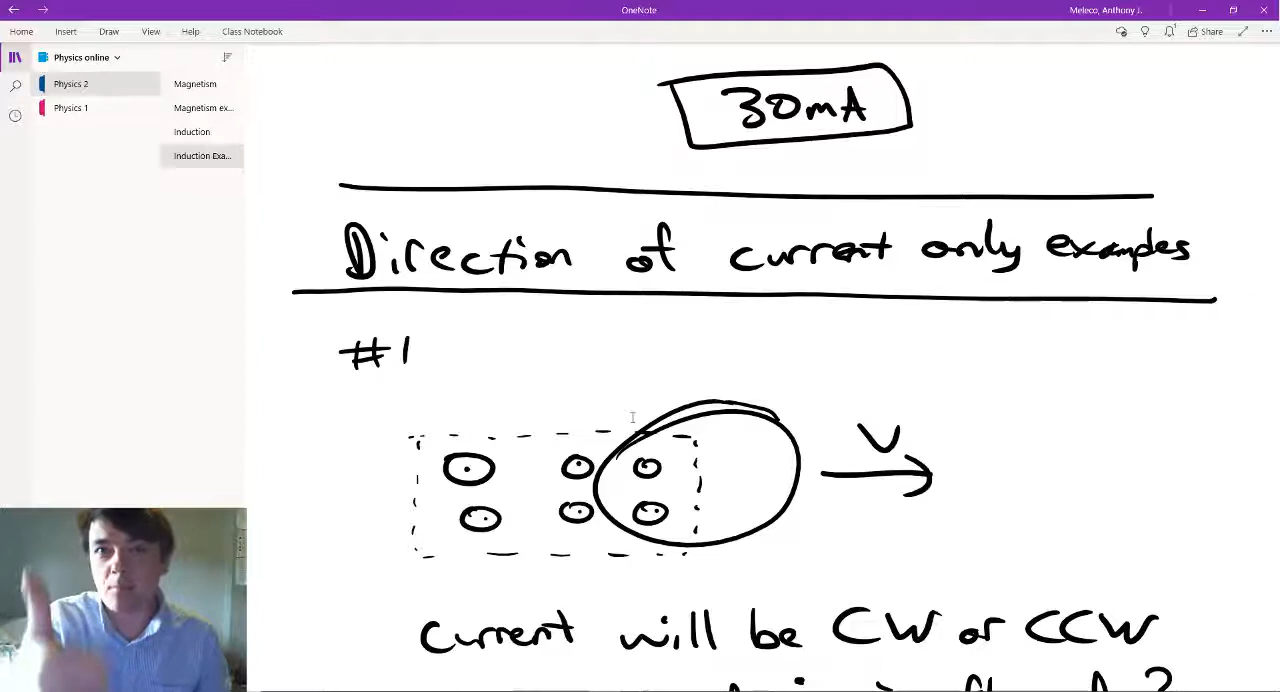 OneNote
Meleco, Anthony J.
Home Insert Draw View Help Class Notebook
1 Share
Physics online
Physics 2
Physics 1
Magnetism
Magnetism ex...
Induction
Induction Exa...
30mA
Direction of current only examples
#1
V
Current will be CW or CCW